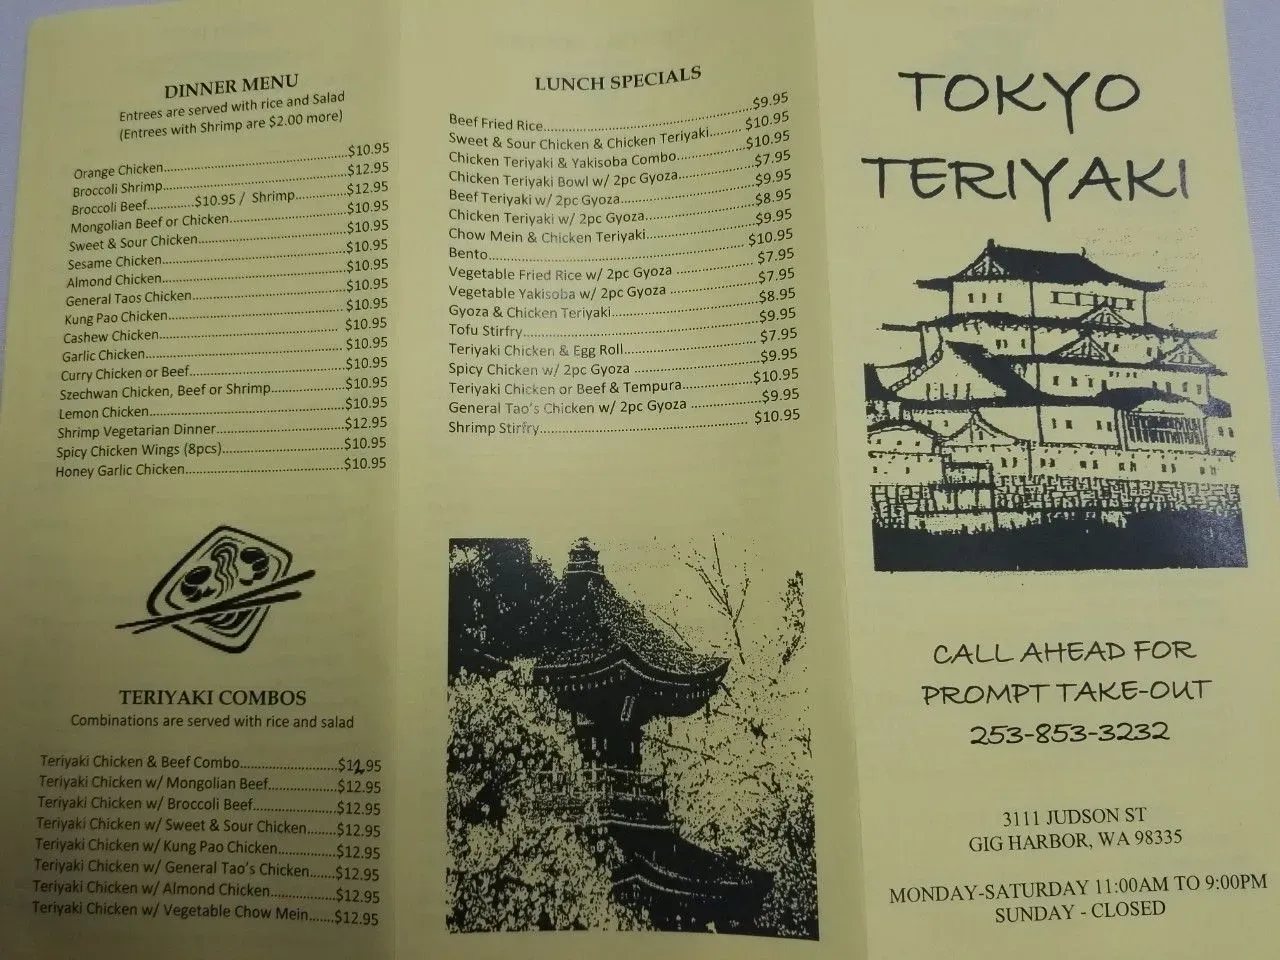 DINNER MENU
Entrees are served with rice and Salad
(Entrees with Shrimp are $2.00 more)
Orange Chicken........$10.95
Broccoli Shrimp........$12.95
Broccoli Beef........$10.95 / Shrimp........$12.95
Mongolian Beef or Chicken........$10.95
Sweet & Sour Chicken........$10.95
Sesame Chicken........$10.95
Almond Chicken........$10.95
General Taos Chicken........$10.95
Kung Pao Chicken........$10.95
Cashew Chicken........$10.95
Garlic Chicken........$10.95
Curry Chicken or Beef........$10.95
Szechwan Chicken, Beef or Shrimp........$10.95
Lemon Chicken........$10.95
Shrimp Vegetarian Dinner........$12.95
Spicy Chicken Wings (8pcs)........$10.95
Honey Garlic Chicken........$10.95
TERIYAKI COMBOS
Combinations are served with rice and salad
Teriyaki Chicken & Beef Combo........$12.95
Teriyaki Chicken w/ Mongolian Beef........$12.95
Teriyaki Chicken w/ Broccoli Beef........$12.95
Teriyaki Chicken w/ Sweet & Sour Chicken........$12.95
Teriyaki Chicken w/ Kung Pao Chicken........$12.95
Teriyaki Chicken w/ General Tao's Chicken........$12.95
Teriyaki Chicken w/ Almond Chicken........$12.95
Teriyaki Chicken w/ Vegetable Chow Mein........$12.95
LUNCH SPECIALS
Beef Fried Rice........$9.95
Sweet & Sour Chicken & Chicken Teriyaki........$10.95
Chicken Teriyaki & Yakisoba Combo........$10.95
Chicken Teriyaki Bowl w/ 2pc Gyoza........$7.95
Beef Teriyaki w/ 2pc Gyoza........$9.95
Chicken Teriyaki w/ 2pc Gyoza........$8.95
Chow Mein & Chicken Teriyaki........$9.95
Bento........$10.95
Vegetable Fried Rice w/ 2pc Gyoza ........$7.95
Vegetable Yakisoba w/ 2pc Gyoza ........$7.95
Gyoza & Chicken Teriyaki........$8.95
Tofu Stirfry........$9.95
Teriyaki Chicken & Egg Roll........$7.95
Spicy Chicken w/ 2pc Gyoza ........$9.95
Teriyaki Chicken or Beef & Tempura........$10.95
General Tao's Chicken w/ 2pc Gyoza ........$9.95
Shrimp Stirfry........$10.95
TOKYO
TERIYAKI
CALL AHEAD FOR
PROMPT TAKE-OUT
253-853-3232
3111 JUDSON ST
GIG HARBOR, WA 98335
MONDAY-SATURDAY 11:00AM TO 9:00PM
SUNDAY - CLOSED